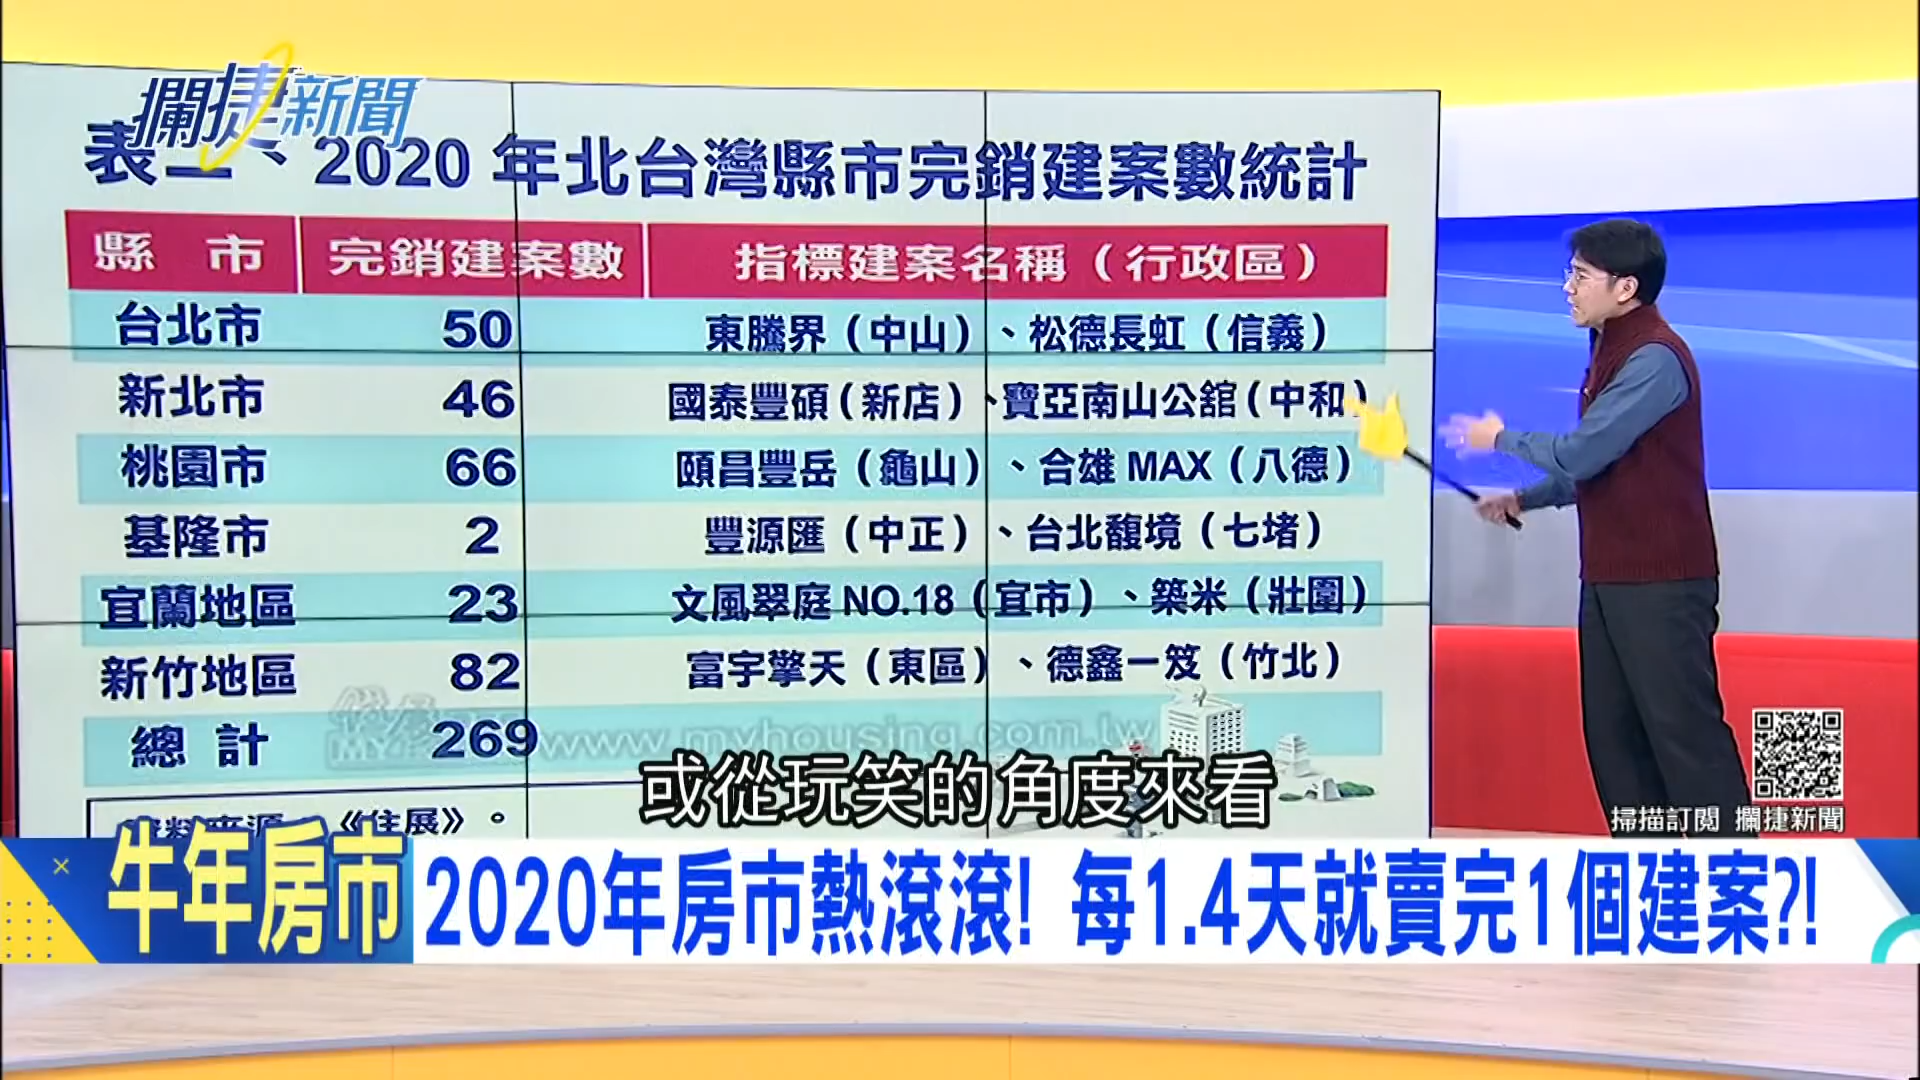 攔捷新聞
表二、2020 年北台灣縣市完銷建案數統計
縣 市 完銷建案數 指標建案名稱（行政區）
台北市 50 東騰界（中山）、松德長虹（信義）
新北市 46 國泰豐碩（新店）、寶亞南山公舘（中和）
桃園市 66 頤昌豐岳（龜山）、合雄 MAX（八德）
基隆市 2 豐源匯（中正）、台北馥境（七堵）
宜蘭地區 23 文風翠庭 NO.18（宜市）、築米（壯圍）
新竹地區 82 富宇擎天（東區）、德鑫一笈（竹北）
總 計 269
www.myhousing.com.tw
或從玩笑的角度來看
資料來源：《住展》。
掃描訂閱 攔捷新聞
牛年房市
2020年房市熱滾滾! 每1.4天就賣完1個建案?!